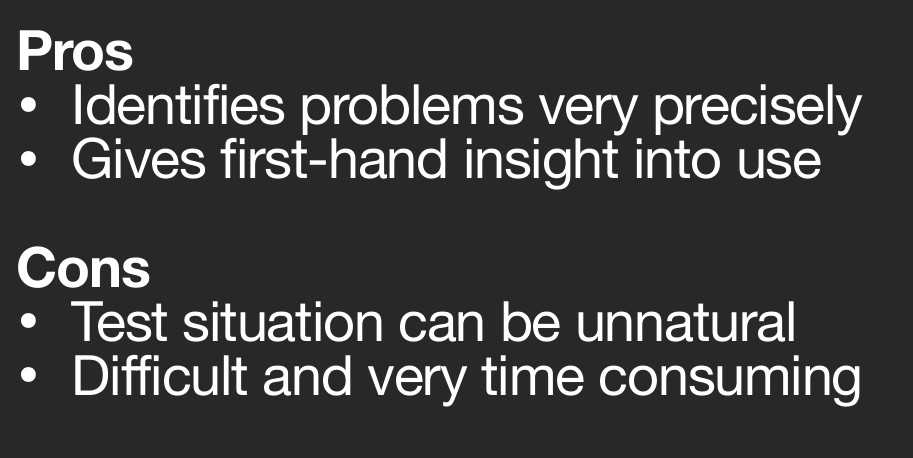 Pros
• Identifies problems very precisely
• Gives first-hand insight into use
Cons
• Test situation can be unnatural
• Difficult and very time consuming